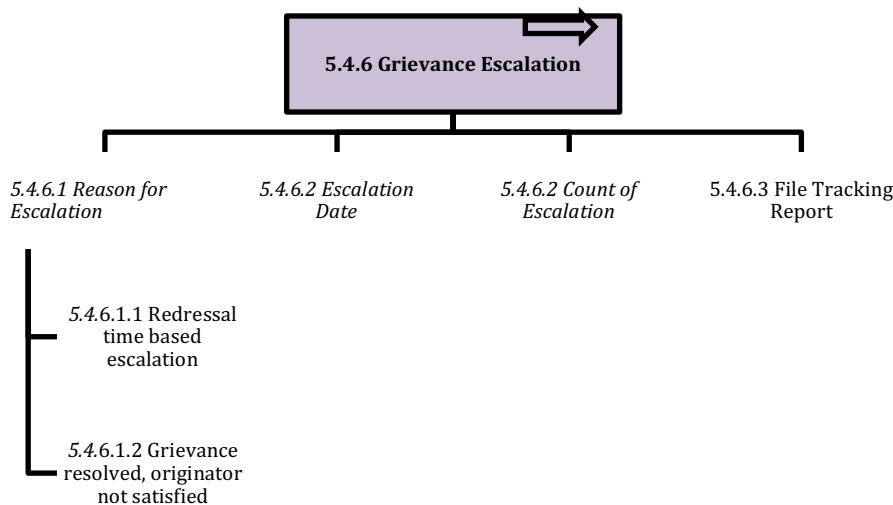 5.4.6 Grievance Escalation
5.4.6.1 Reason for
Escalation
5.4.6.2 Escalation
Date
5.4.6.2 Count of
Escalation
5.4.6.3 File Tracking
Report
5.4.6.1.1 Redressal
time based
escalation
5.4.6.1.2 Grievance
resolved, originator
not satisfied